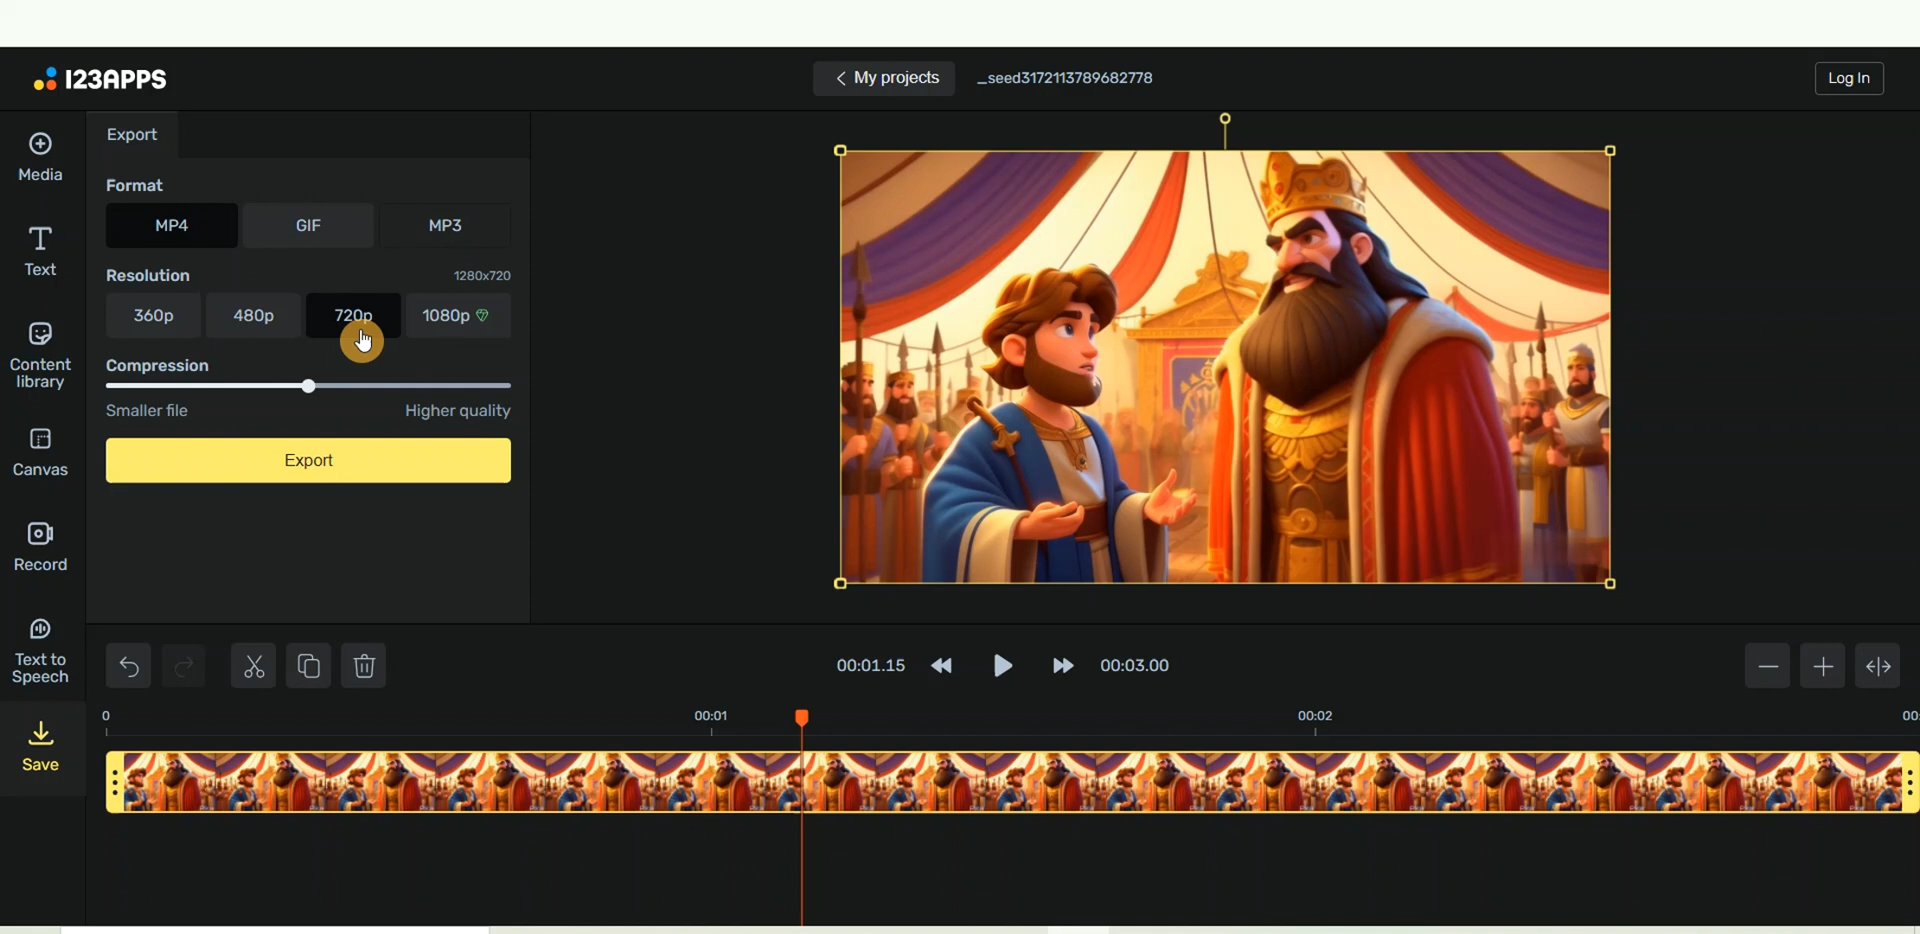 123APPS
My projects
_seed3172113789682778
Log In
Media
Text
Content
library
Canvas
Record
Text to
Speech
Save
Export
Format
MP4
GIF
MP3
Resolution
1280x720
360p
480p
720p
1080p
Compression
Smaller file
Higher quality
Export
00:01.15
00:03.00
0
00:01
00:02
00: